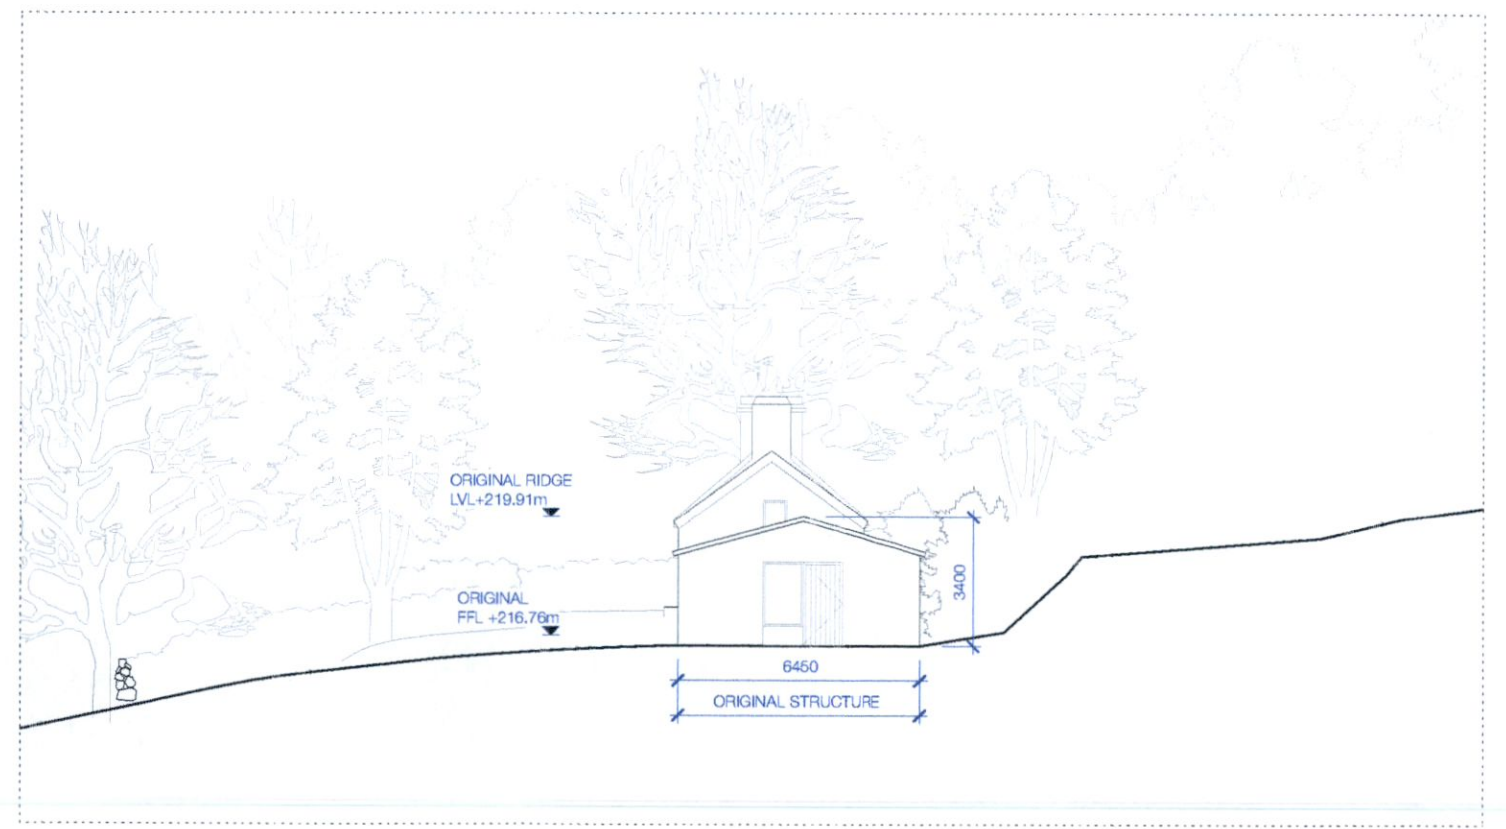 ORIGINAL RIDGE
LVL+219.91m
ORIGINAL
FFL +216.76m
3400
6450
ORIGINAL STRUCTURE